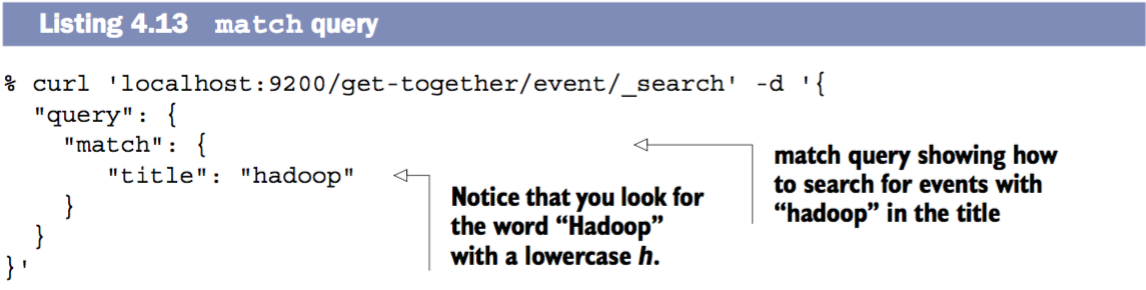 Listing 4.13 match query
% curl 'localhost:9200/get-together/event/_search' -d '{
"query": {
"match": {
"title": "hadoop"
}
}
}'
Notice that you look for
the word “Hadoop”
with a lowercase h.
match query showing how
to search for events with
“hadoop” in the title